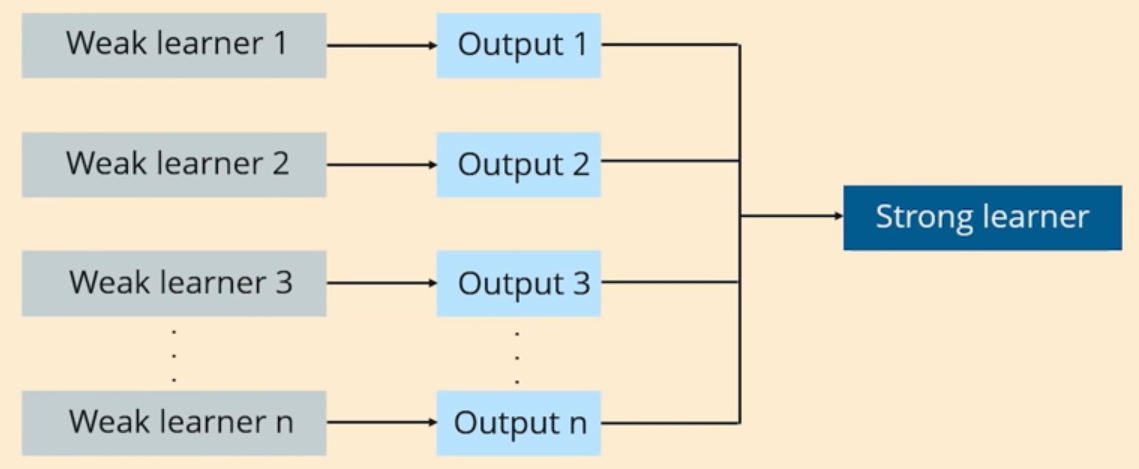 Weak learner 1
Output 1
Weak learner 2
Output 2
Strong learner
Weak learner 3
Output 3
Weak learner n
Output n